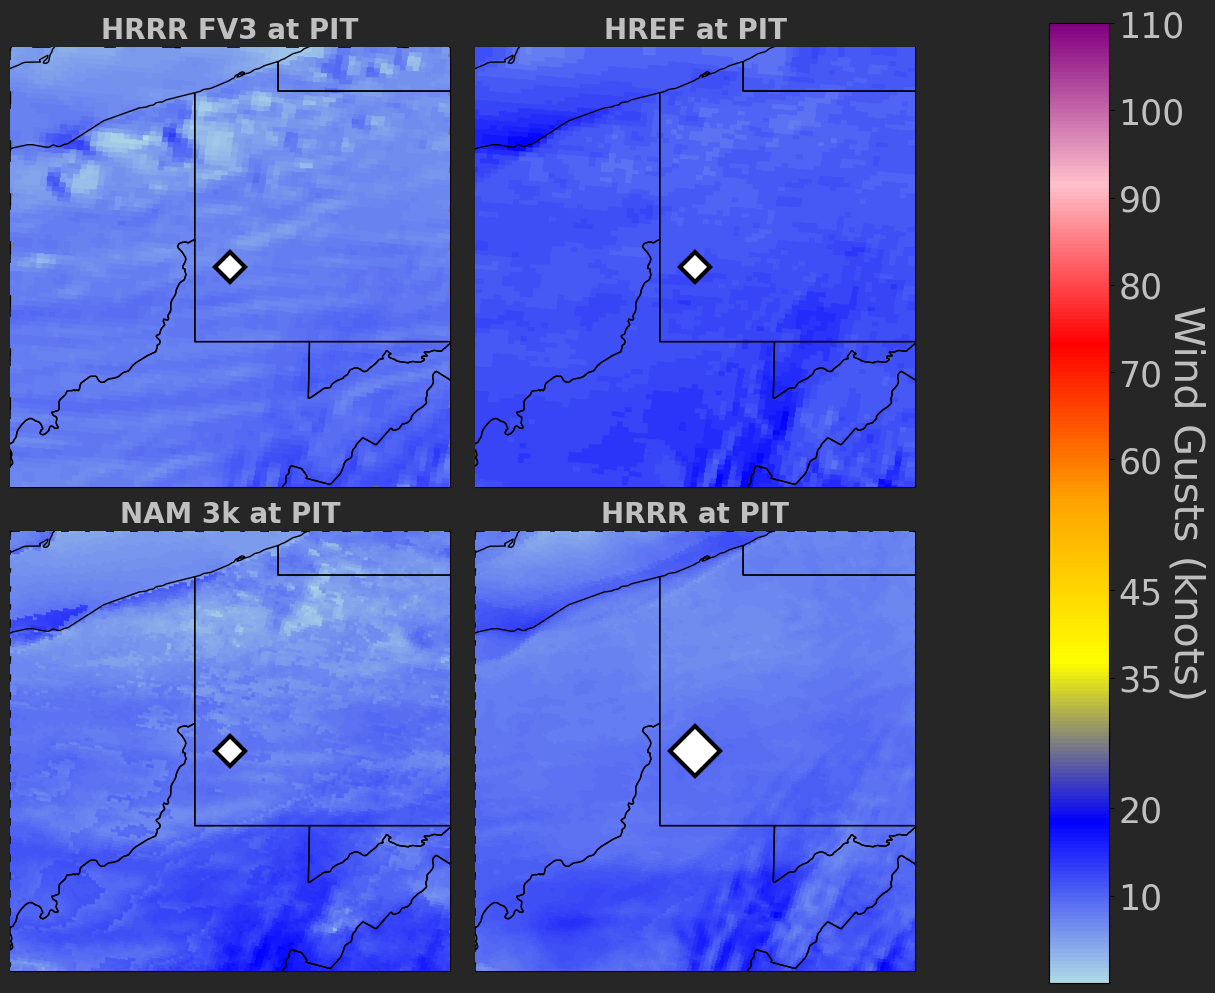 HRRR FV3 at PIT
HREF at PIT
NAM 3k at PIT
HRRR at PIT
110
100
90
80
70
60
45
35
20
10
Wind Gusts (knots)